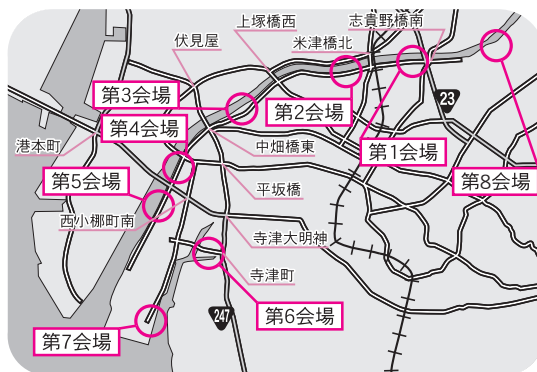 上塚橋西
志貴野橋南
伏見屋
米津橋北
第3会場
23
第2会場
第4会場
港本町
中畑橋東
第1会場
第5会場
平坂橋
第8会場
西小梛町南
寺津大明神
寺津町
第6会場
247
第7会場